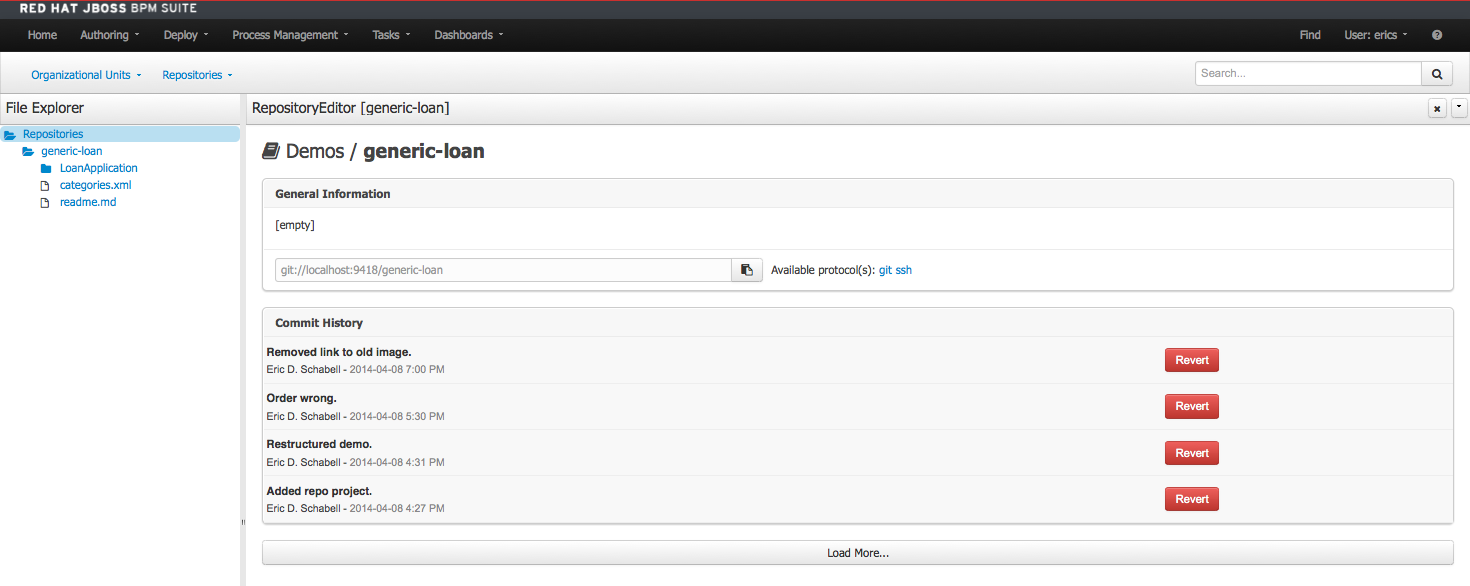 RED HAT JBOSS BPM SUITE
Home Authoring Deploy Process Management Tasks Dashboards Find User: erics ?
Organizational Units Repositories Search...
File Explorer
RepositoryEditor [generic-loan]
Repositories
generic-loan
LoanApplication
categories.xml
readme.md
Demos / generic-loan
General Information
[empty]
git://localhost:9418/generic-loan Available protocol(s): git ssh
Commit History
Removed link to old image.
Eric D. Schabell - 2014-04-08 7:00 PM
Revert
Order wrong.
Eric D. Schabell - 2014-04-08 5:30 PM
Revert
Restructured demo.
Eric D. Schabell - 2014-04-08 4:31 PM
Revert
Added repo project.
Eric D. Schabell - 2014-04-08 4:27 PM
Revert
Load More...